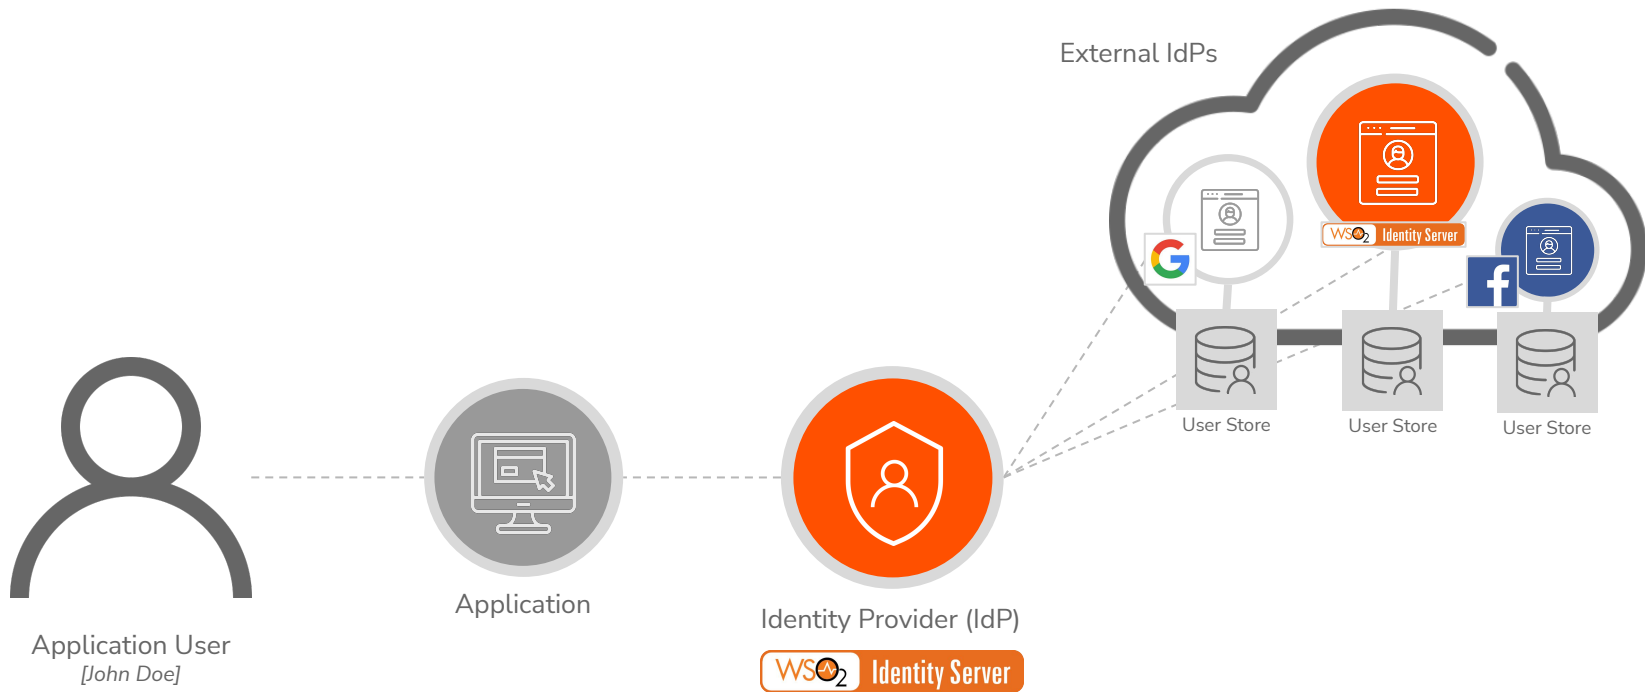 External IdPs
WSO2 Identity Server
G
f
User Store
User Store
User Store
Application
Identity Provider (IdP)
WSO2 Identity Server
Application User
[John Doe]